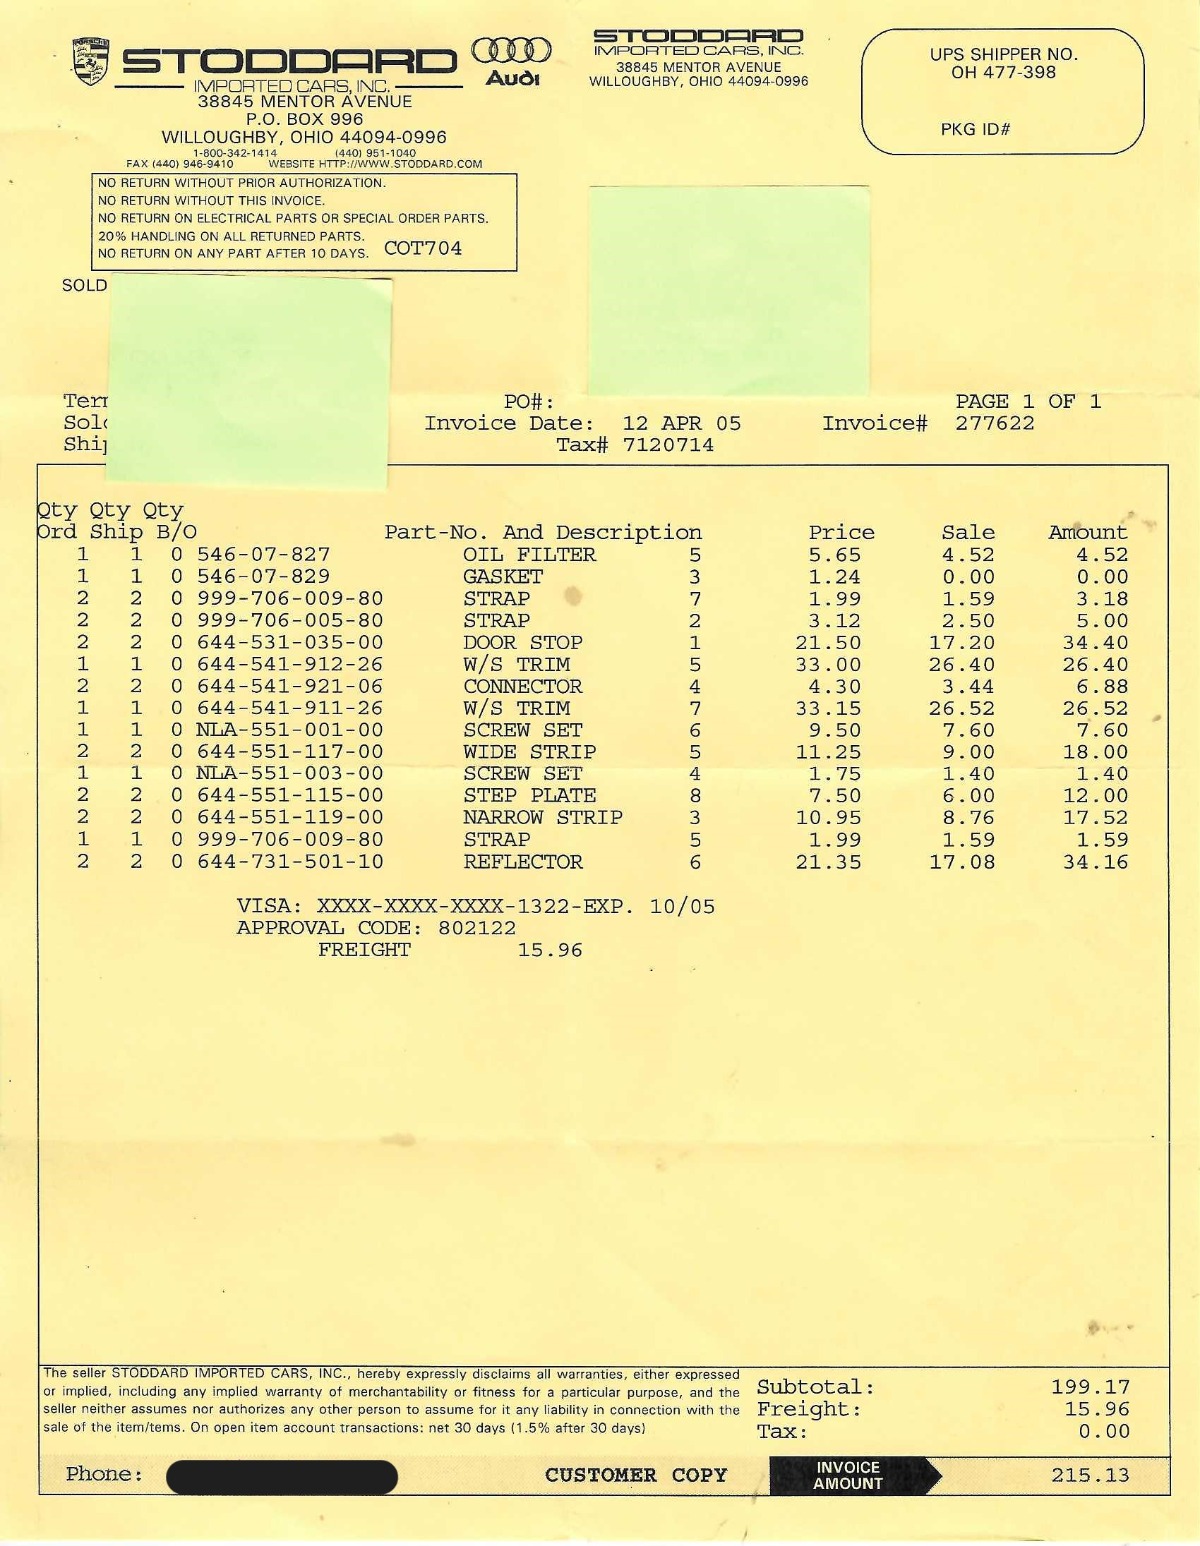 STODDARD
IMPORTED CARS, INC.
38845 MENTOR AVENUE
P.O. BOX 996
WILLOUGHBY, OHIO 44094-0996
1-800-342-1414 (440) 951-1040
FAX (440) 946-9410 WEBSITE HTTP://WWW.STODDARD.COM
Audi
STODDARD
IMPORTED CARS, INC.
38845 MENTOR AVENUE
WILLOUGHBY, OHIO 44094-0996
UPS SHIPPER NO.
OH 477-398
PKG ID#
NO RETURN WITHOUT PRIOR AUTHORIZATION.
NO RETURN WITHOUT THIS INVOICE.
NO RETURN ON ELECTRICAL PARTS OR SPECIAL ORDER PARTS.
20% HANDLING ON ALL RETURNED PARTS.
NO RETURN ON ANY PART AFTER 10 DAYS. COT704
SOLD
PO#: PAGE 1 OF 1
Invoice Date: 12 APR 05 Invoice# 277622
Tax# 7120714
Qty Qty Qty
Ord Ship B/O Part-No. And Description Price Sale Amount
1 1 0 546-07-827 OIL FILTER 5 5.65 4.52 4.52
1 1 0 546-07-829 GASKET 3 1.24 0.00 0.00
2 2 0 999-706-009-80 STRAP 7 1.99 1.59 3.18
2 2 0 999-706-005-80 STRAP 2 3.12 2.50 5.00
2 2 0 644-531-035-00 DOOR STOP 1 21.50 17.20 34.40
1 1 0 644-541-912-26 W/S TRIM 5 33.00 26.40 26.40
2 2 0 644-541-921-06 CONNECTOR 4 4.30 3.44 6.88
1 1 0 644-541-911-26 W/S TRIM 7 33.15 26.52 26.52
1 1 0 NLA-551-001-00 SCREW SET 6 9.50 7.60 7.60
2 2 0 644-551-117-00 WIDE STRIP 5 11.25 9.00 18.00
1 1 0 NLA-551-003-00 SCREW SET 4 1.75 1.40 1.40
2 2 0 644-551-115-00 STEP PLATE 8 7.50 6.00 12.00
2 2 0 644-551-119-00 NARROW STRIP 3 10.95 8.76 17.52
1 1 0 999-706-009-80 STRAP 5 1.99 1.59 1.59
2 2 0 644-731-501-10 REFLECTOR 6 21.35 17.08 34.16
VISA: XXXX-XXXX-XXXX-1322-EXP. 10/05
APPROVAL CODE: 802122
FREIGHT 15.96
The seller STODDARD IMPORTED CARS, INC., hereby expressly disclaims all warranties, either expressed
or implied, including any implied warranty of merchantability or fitness for a particular purpose, and the
seller neither assumes nor authorizes any other person to assume for it any liability in connection with the
sale of the item/tems. On open item account transactions: net 30 days (1.5% after 30 days)
Subtotal: 199.17
Freight: 15.96
Tax: 0.00
Phone: CUSTOMER COPY INVOICE AMOUNT 215.13